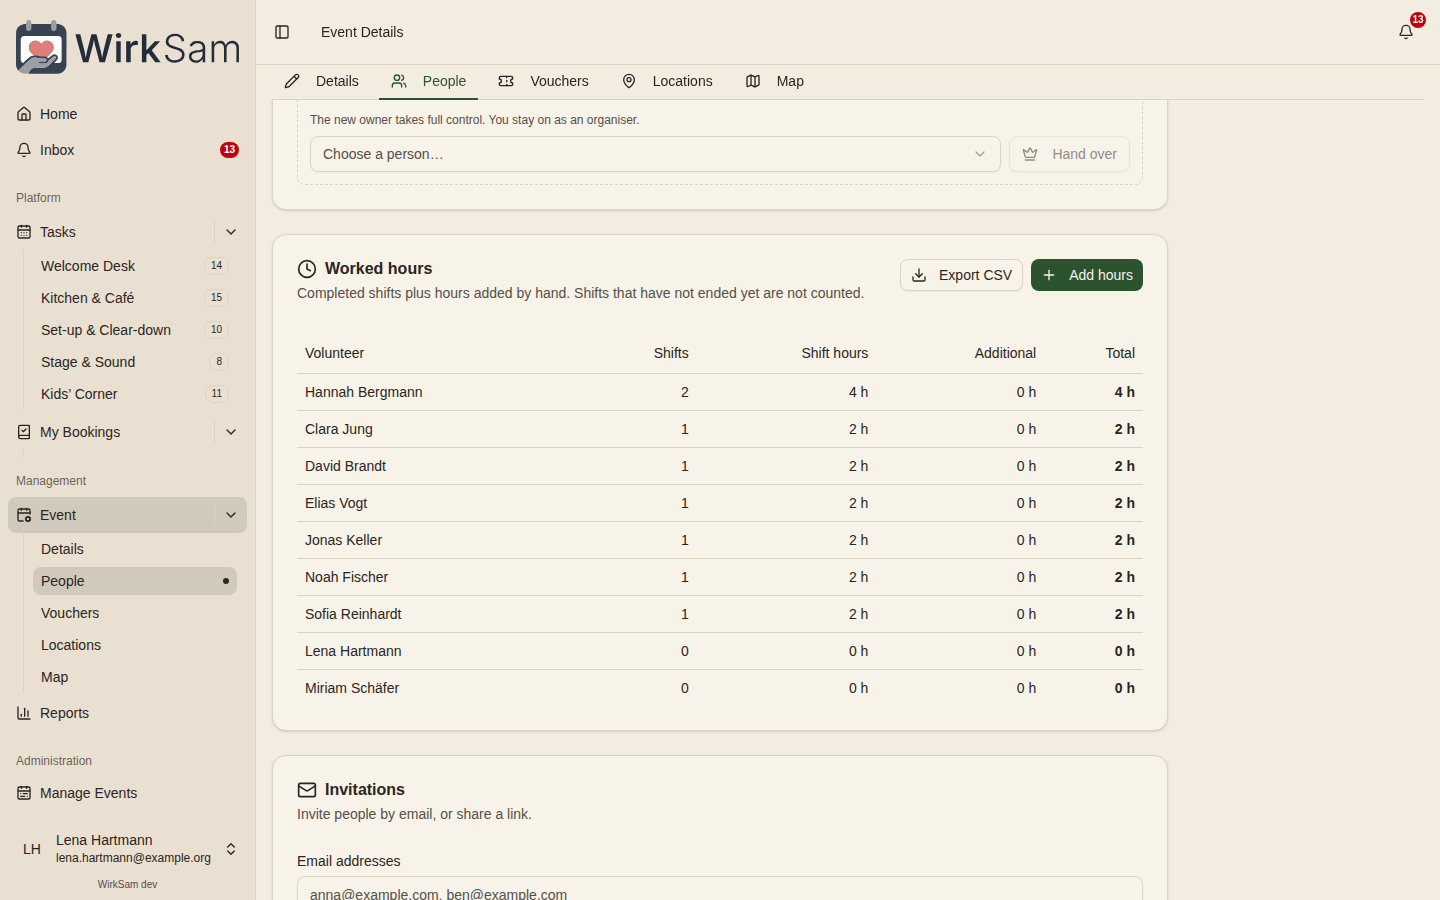 WirkSam
Home
Inbox
13
Platform
Tasks
Welcome Desk
14
Kitchen & Café
15
Set-up & Clear-down
10
Stage & Sound
8
Kids’ Corner
11
My Bookings
Management
Event
Details
People
Vouchers
Locations
Map
Reports
Administration
Manage Events
LH
Lena Hartmann
lena.hartmann@example.org
WirkSam dev
Event Details
13
Details
People
Vouchers
Locations
Map
The new owner takes full control. You stay on as an organiser.
Choose a person…
Hand over
Worked hours
Completed shifts plus hours added by hand. Shifts that have not ended yet are not counted.
Export CSV
Add hours
Volunteer Shifts Shift hours Additional Total
Hannah Bergmann 2 4 h 0 h 4 h
Clara Jung 1 2 h 0 h 2 h
David Brandt 1 2 h 0 h 2 h
Elias Vogt 1 2 h 0 h 2 h
Jonas Keller 1 2 h 0 h 2 h
Noah Fischer 1 2 h 0 h 2 h
Sofia Reinhardt 1 2 h 0 h 2 h
Lena Hartmann 0 0 h 0 h 0 h
Miriam Schäfer 0 0 h 0 h 0 h
Invitations
Invite people by email, or share a link.
Email addresses
anna@example.com, ben@example.com